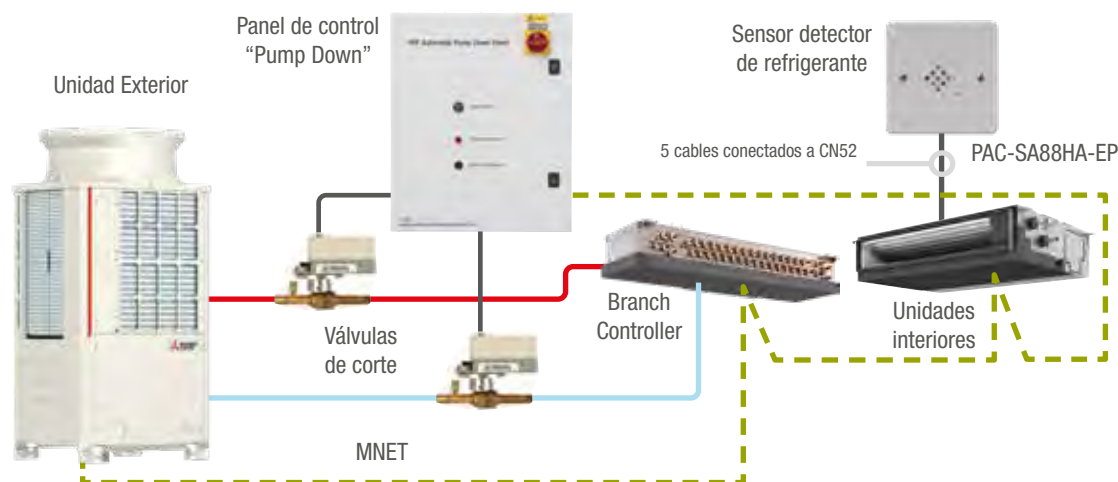 Panel de control
“Pump Down”
Sensor detector
de refrigerante
Unidad Exterior
5 cables conectados a CN52
PAC-SA88HA-EP
Branch
Controller
Unidades
interiores
Válvulas
de corte
MNET